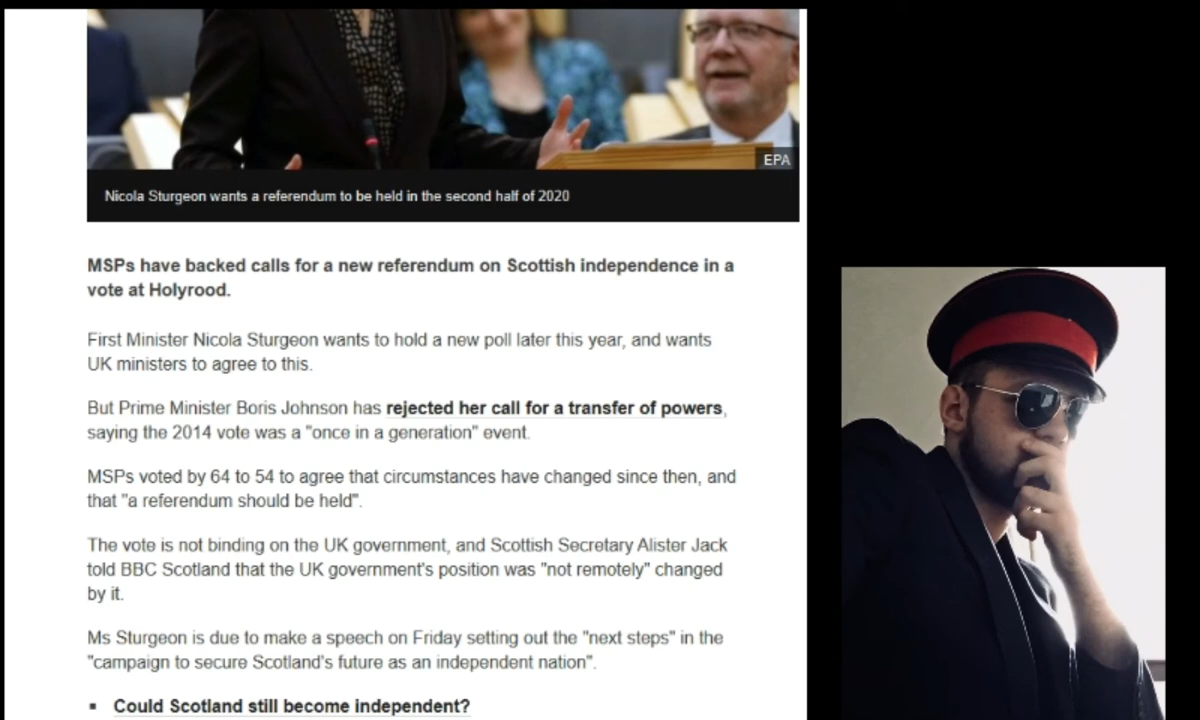 EPA
Nicola Sturgeon wants a referendum to be held in the second half of 2020
MSPs have backed calls for a new referendum on Scottish independence in a
vote at Holyrood.
First Minister Nicola Sturgeon wants to hold a new poll later this year, and wants
UK ministers to agree to this.
But Prime Minister Boris Johnson has rejected her call for a transfer of powers,
saying the 2014 vote was a "once in a generation" event.
MSPs voted by 64 to 54 to agree that circumstances have changed since then, and
that "a referendum should be held".
The vote is not binding on the UK government, and Scottish Secretary Alister Jack
told BBC Scotland that the UK government's position was "not remotely" changed
by it.
Ms Sturgeon is due to make a speech on Friday setting out the "next steps" in the
"campaign to secure Scotland's future as an independent nation".
▪ Could Scotland still become independent?